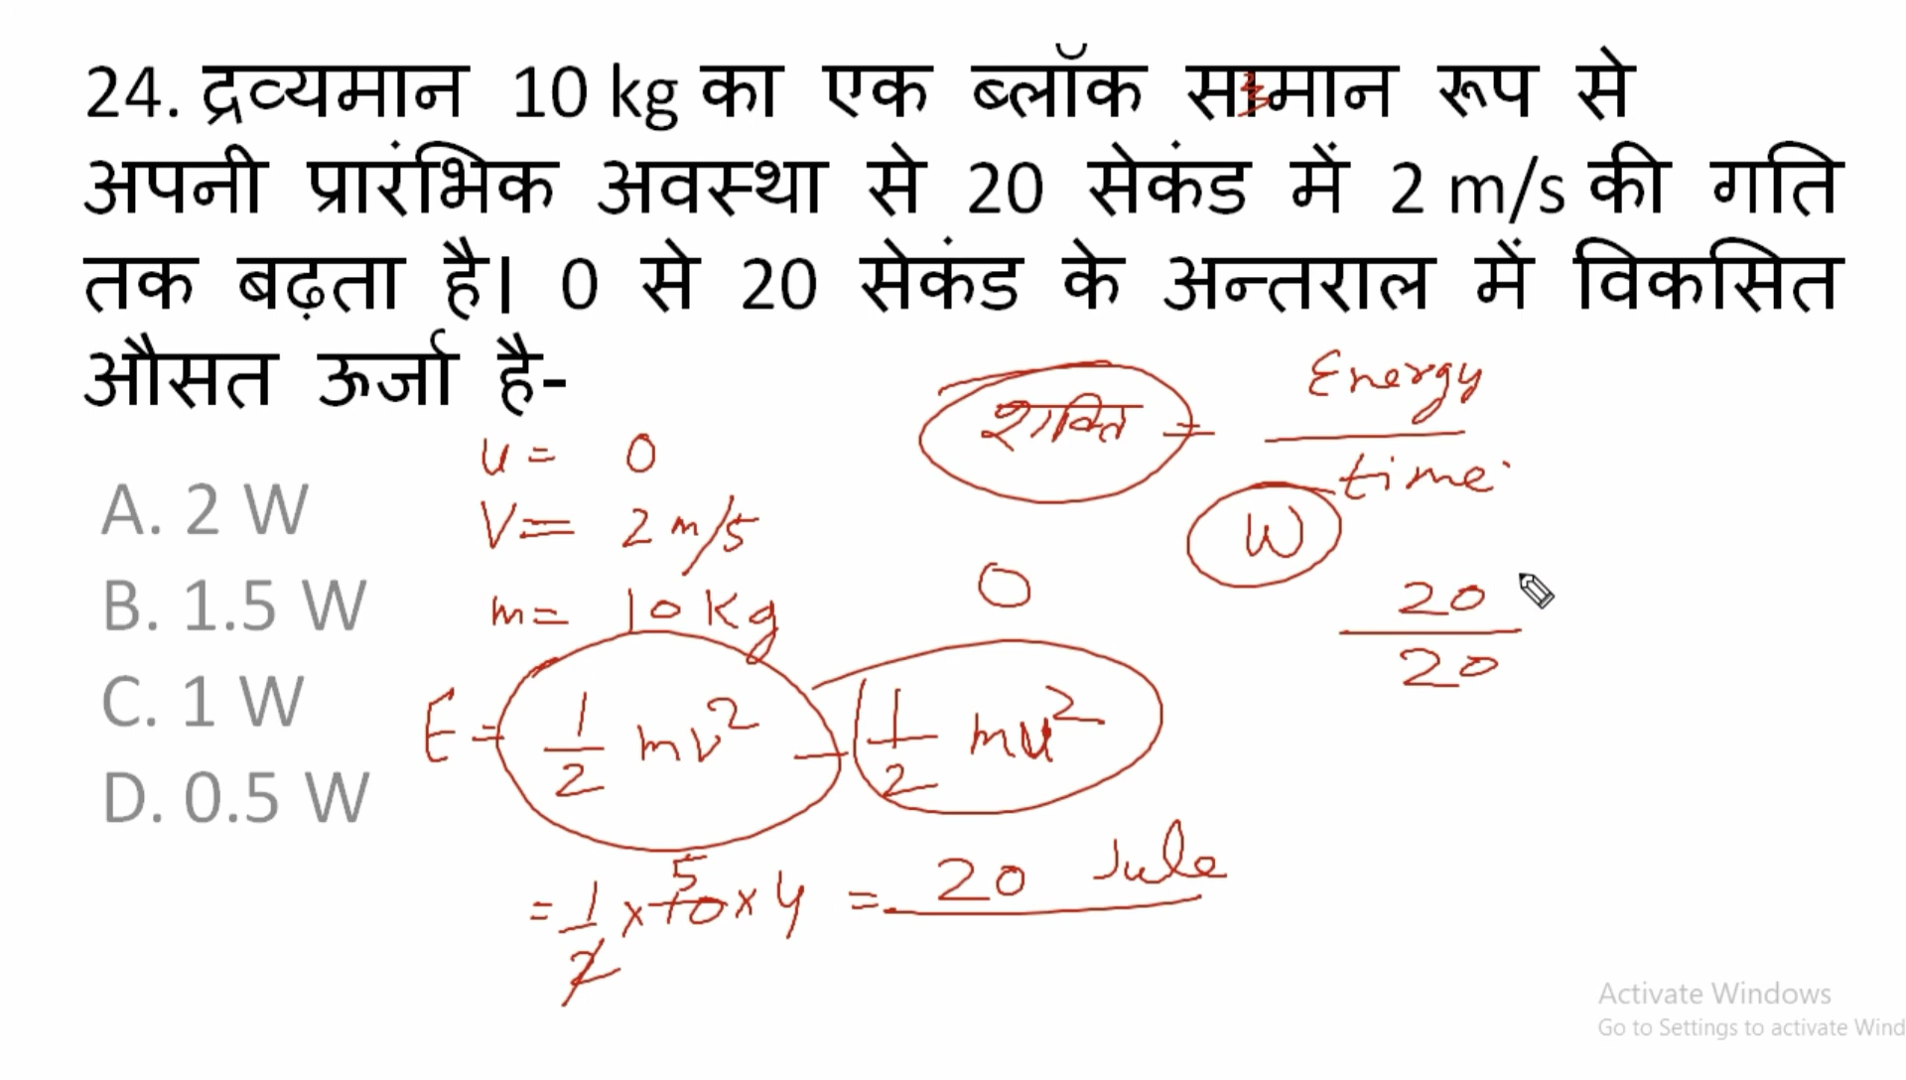 24. द्रव्यमान 10 kg का एक ब्लॉक सामान रूप से
अपनी प्रारंभिक अवस्था से 20 सेकंड में 2 m/s की गति
तक बढ़ता है। 0 से 20 सेकंड के अन्तराल में विकसित
औसत ऊर्जा है-
शक्ति = Energy / time
u = 0
A. 2 W
V = 2 m/s
W
B. 1.5 W
m = 10 Kg
0
20 / 20
C. 1 W
E = 1/2 mv² - 1/2 mu²
D. 0.5 W
= 1/2 x 10 x 4 = 20 Jule
5
Activate Windows
Go to Settings to activate Wind